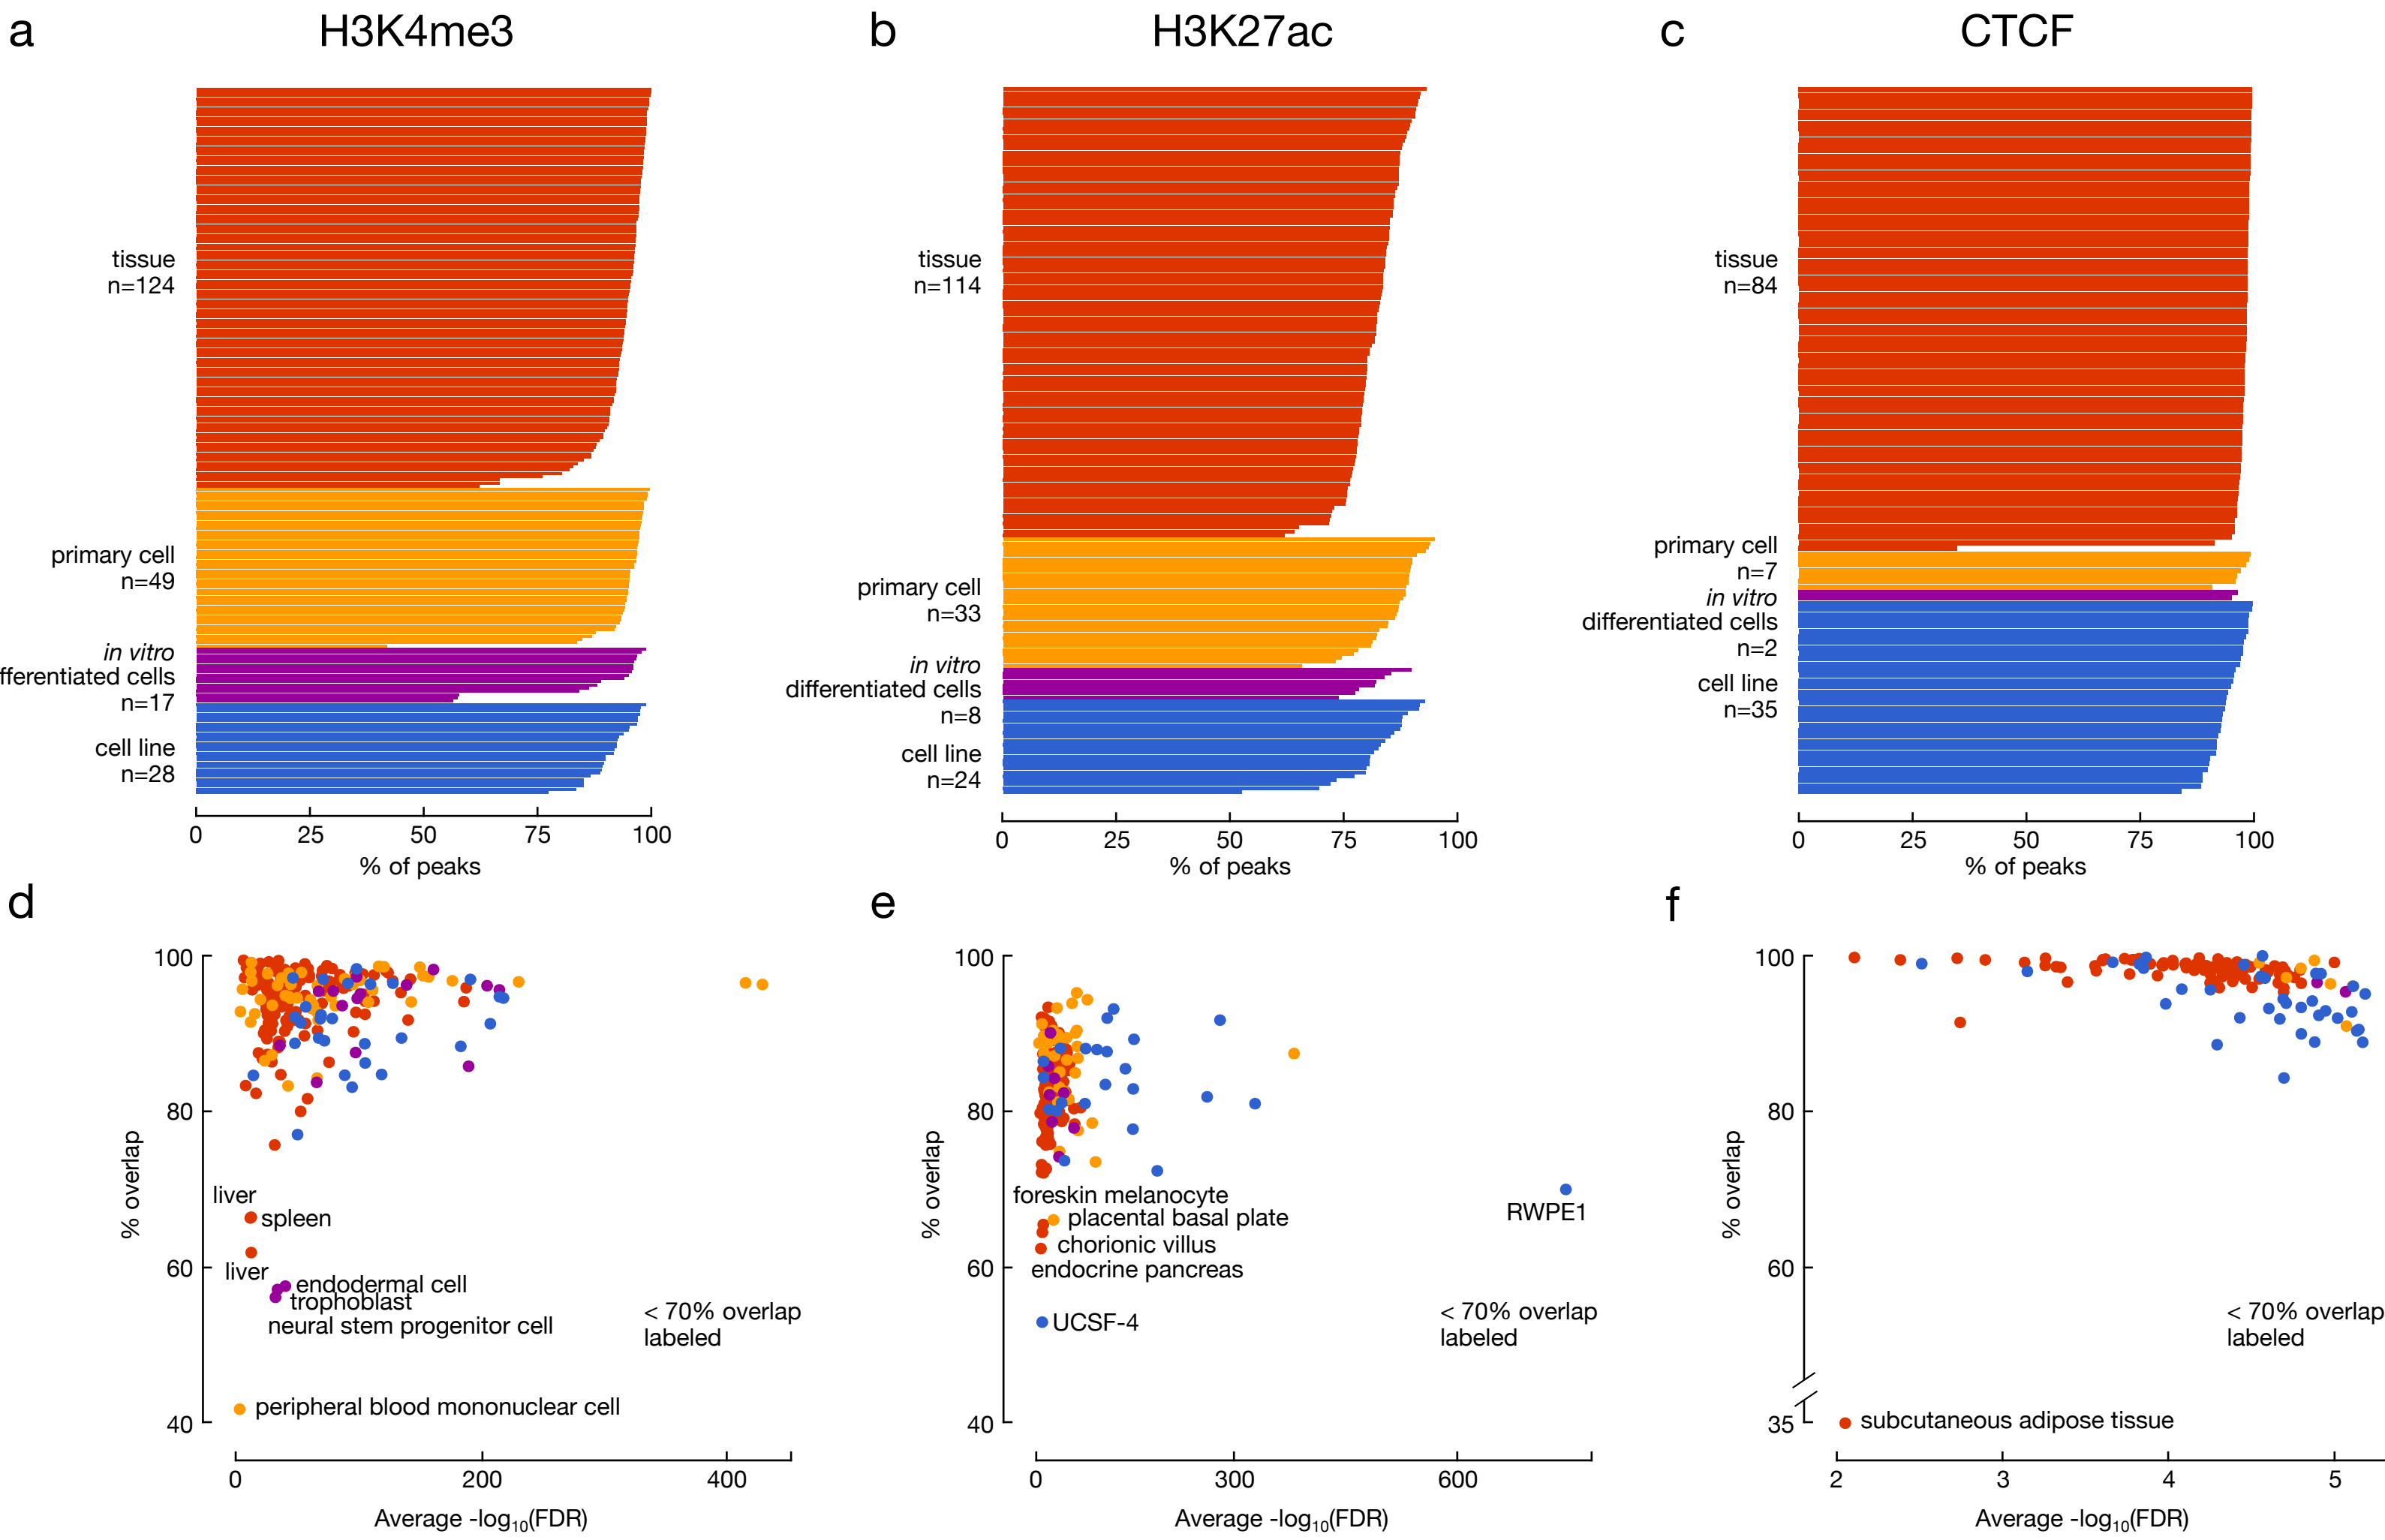 a
H3K4me3
b
H3K27ac
c
CTCF
tissue
n=124
primary cell
n=49
in vitro
fferentiated cells
n=17
cell line
n=28
0 25 50 75 100
% of peaks
tissue
n=114
primary cell
n=33
in vitro
differentiated cells
n=8
cell line
n=24
0 25 50 75 100
% of peaks
tissue
n=84
primary cell
n=7
in vitro
differentiated cells
n=2
cell line
n=35
0 25 50 75 100
% of peaks
d
100
80
60
40
% overlap
liver
spleen
liver
endodermal cell
trophoblast
neural stem progenitor cell
< 70% overlap
labeled
peripheral blood mononuclear cell
0 200 400
Average -log10(FDR)
e
100
80
60
40
% overlap
foreskin melanocyte
placental basal plate
RWPE1
chorionic villus
endocrine pancreas
UCSF-4
< 70% overlap
labeled
0 300 600
Average -log10(FDR)
f
100
80
60
35
% overlap
< 70% overlap
labeled
subcutaneous adipose tissue
2 3 4 5
Average -log10(FDR)